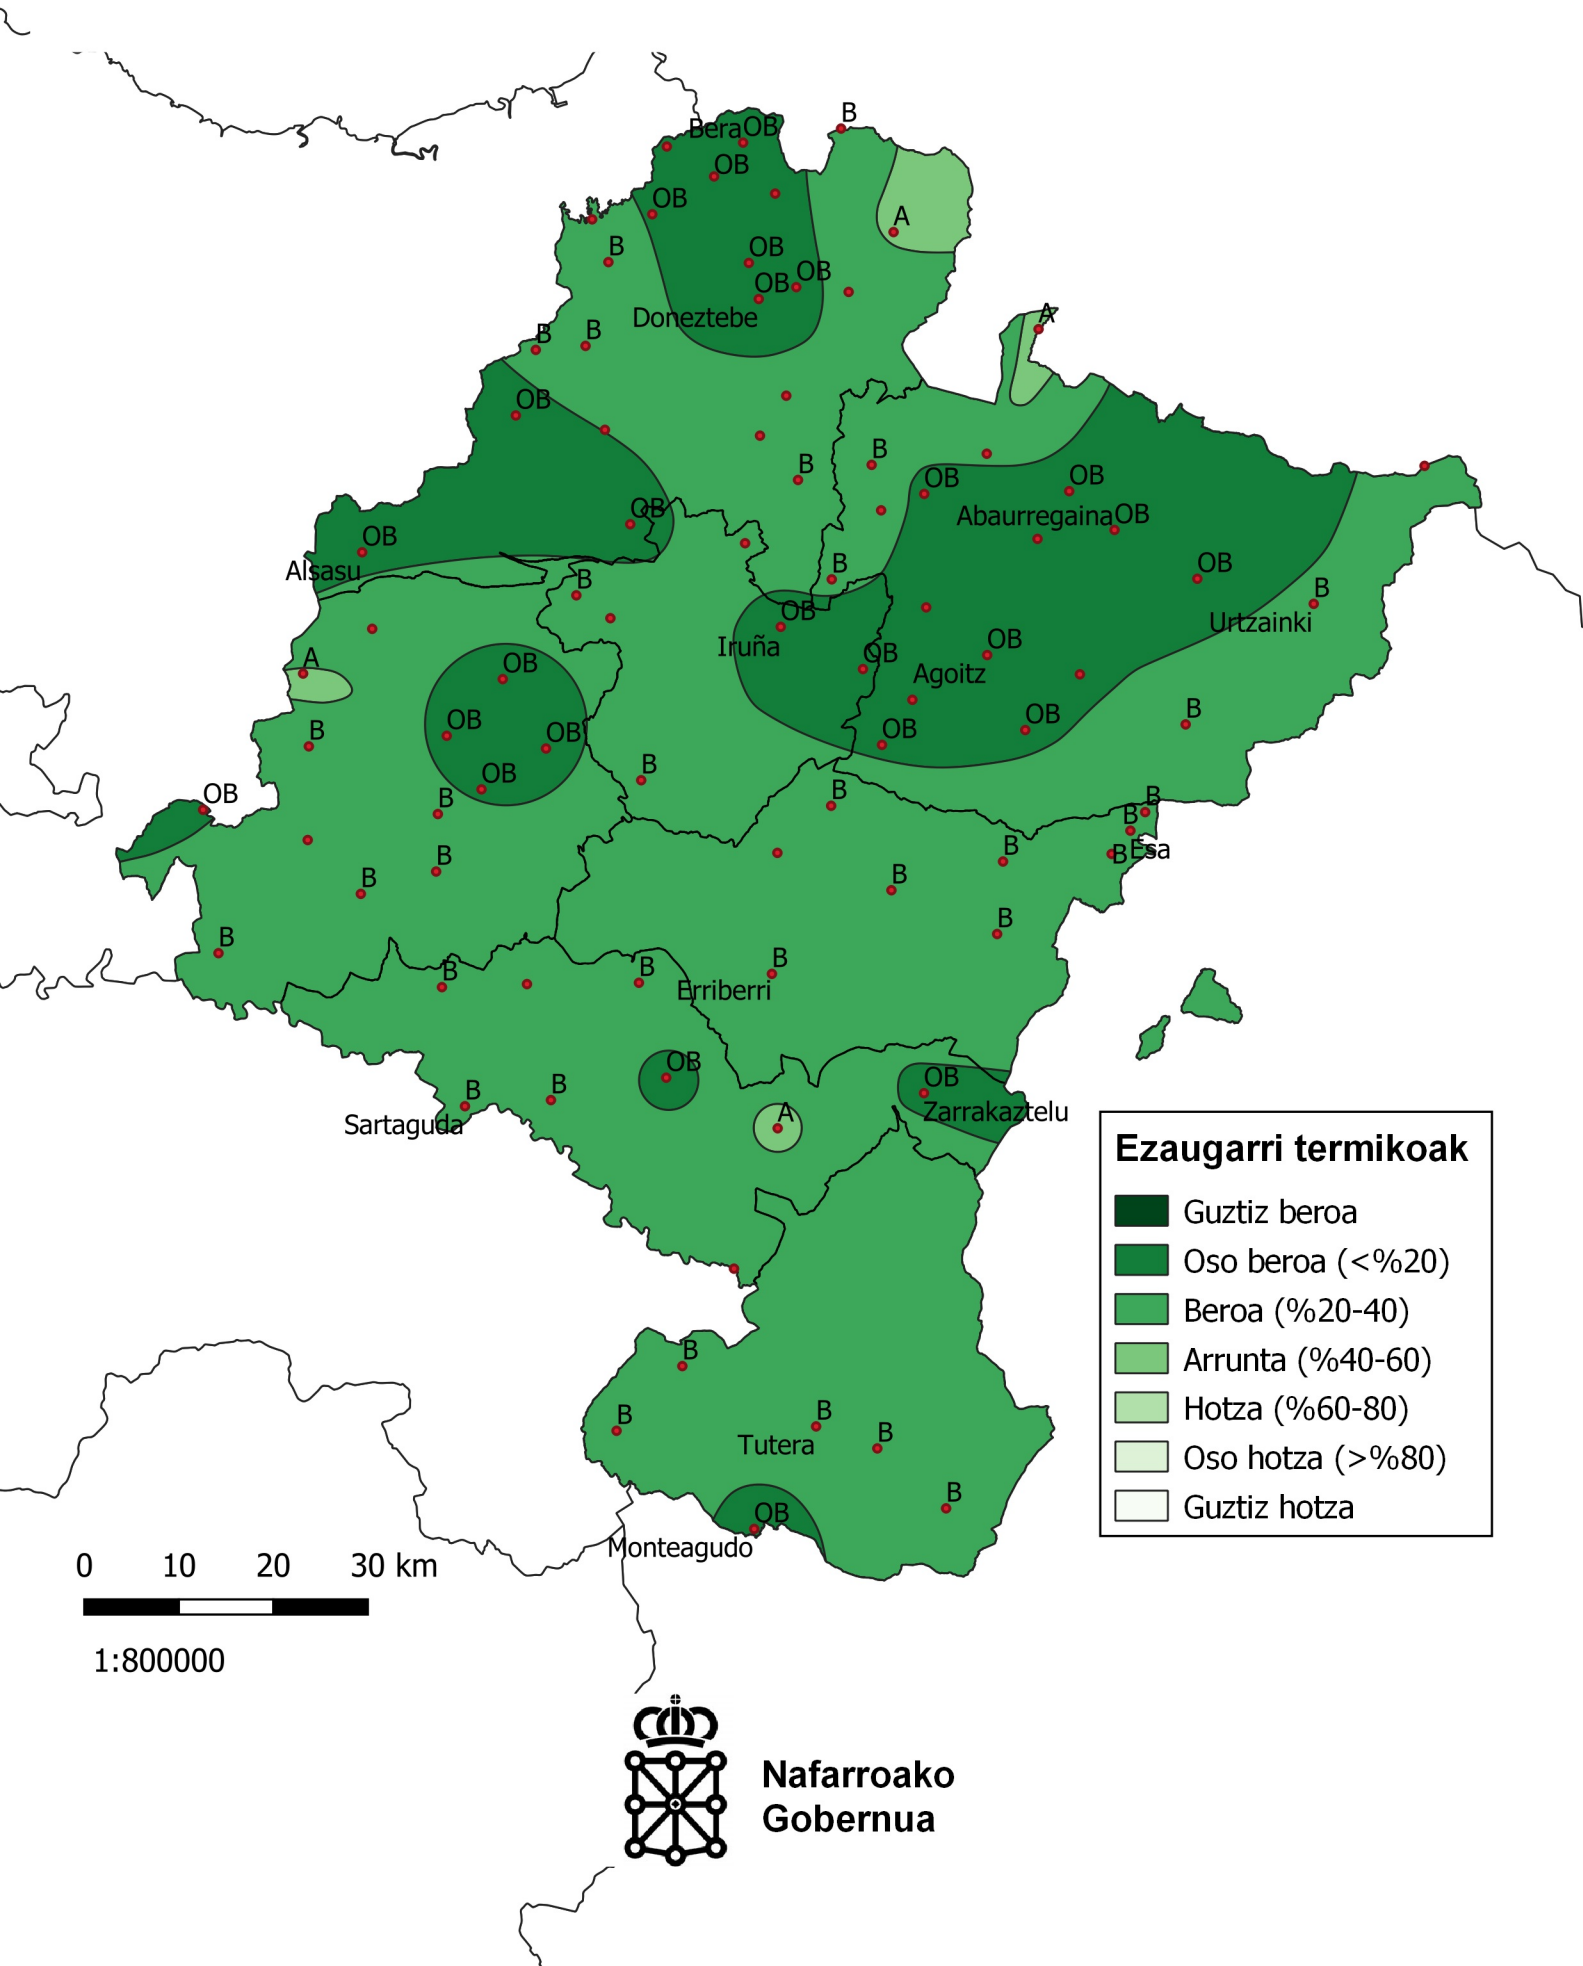 B
BeraOB
OB
OB
A
B
OB
OB
OB
Doneztebe
A
B
B
OB
B
B
OB
OB
OB
AbaurregainaOB
OB
Alsasu
B
OB
B
B
OB
Urtzainki
Iruña
OB
OB
A
OB
Agoitz
B
OB
OB
OB
B
OB
OB
B
OB
B
B
B
B
B
Esa
B
B
B
B
B
B
B
B
B
B
Erriberri
OB
OB
B
B
A
Zarrakaztelu
Sartaguda
Ezaugarri termikoak
Guztiz beroa
Oso beroa (<%20)
Beroa (%20-40)
Arrunta (%40-60)
Hotza (%60-80)
Oso hotza (>%80)
Guztiz hotza
B
B
B
B
Tutera
B
OB
Monteagudo
0 10 20 30 km
1:800000
Nafarroako
Gobernua